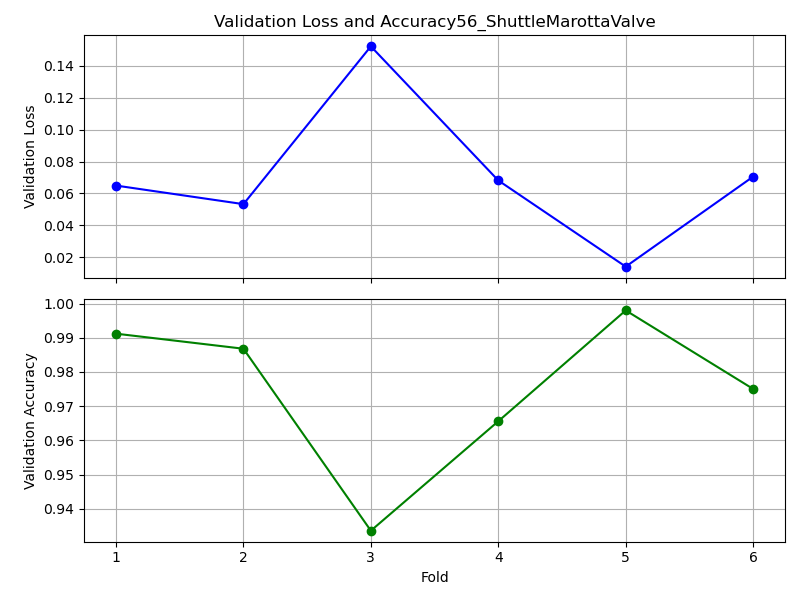 Validation Loss and Accuracy56_ShuttleMarottaValve
0.14
0.12
0.10
0.08
0.06
0.04
0.02
Validation Loss
1.00
0.99
0.98
0.97
0.96
0.95
0.94
Validation Accuracy
1 2 3 4 5 6
Fold